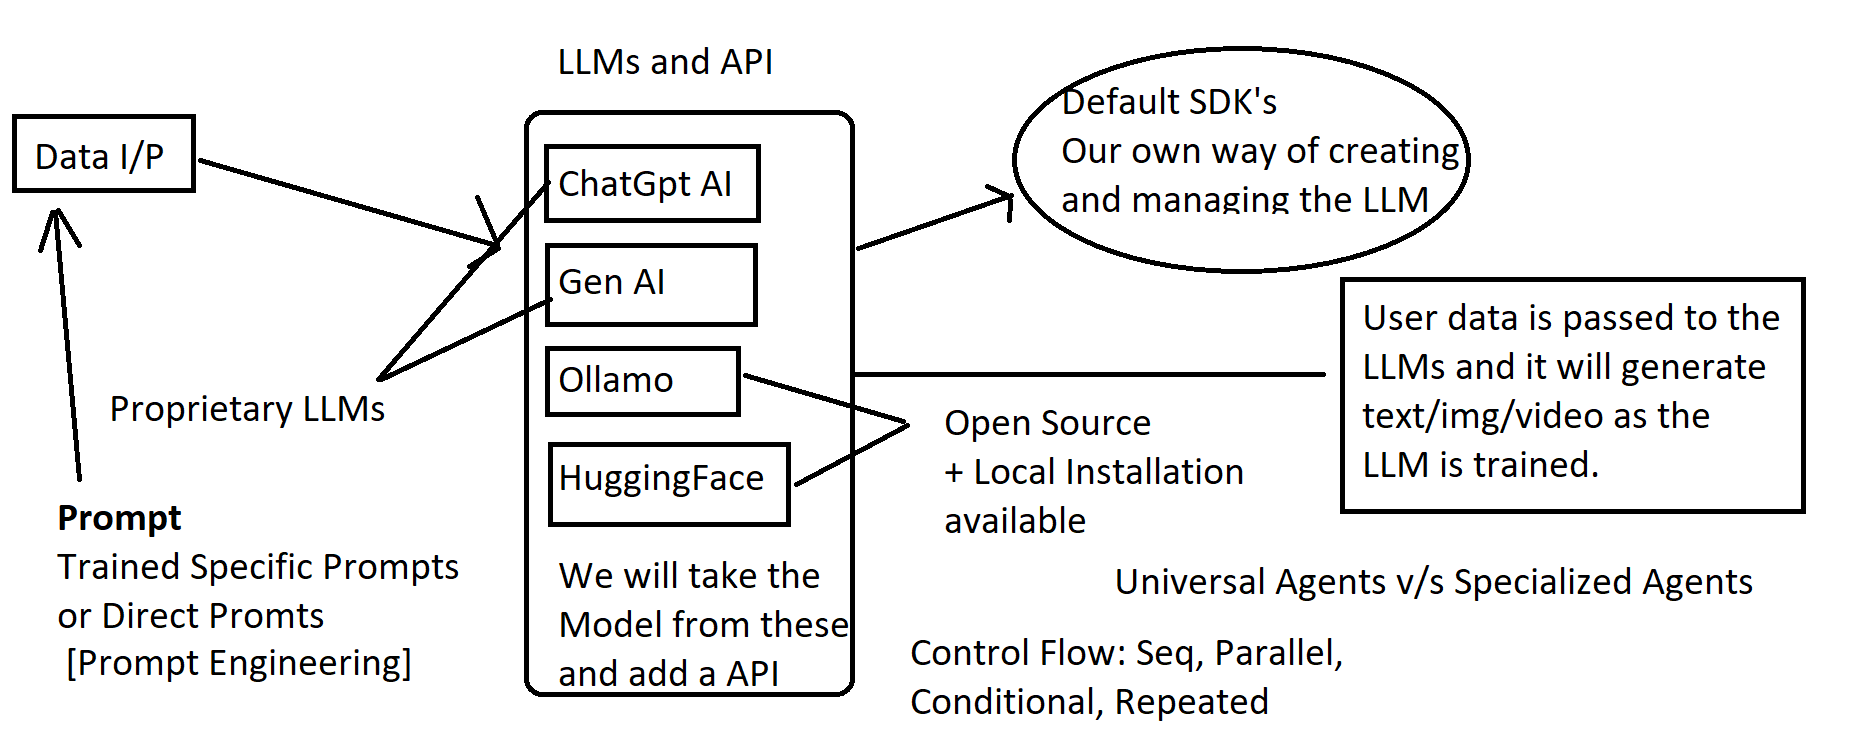 LLMs and API
Data I/P
ChatGpt AI
Gen AI
Ollamo
HuggingFace
We will take the
Model from these
and add a API
Default SDK's
Our own way of creating
and managing the LLM
User data is passed to the
LLMs and it will generate
text/img/video as the
LLM is trained.
Proprietary LLMs
Open Source
+ Local Installation
available
Prompt
Trained Specific Prompts
or Direct Promts
[Prompt Engineering]
Universal Agents v/s Specialized Agents
Control Flow: Seq, Parallel,
Conditional, Repeated